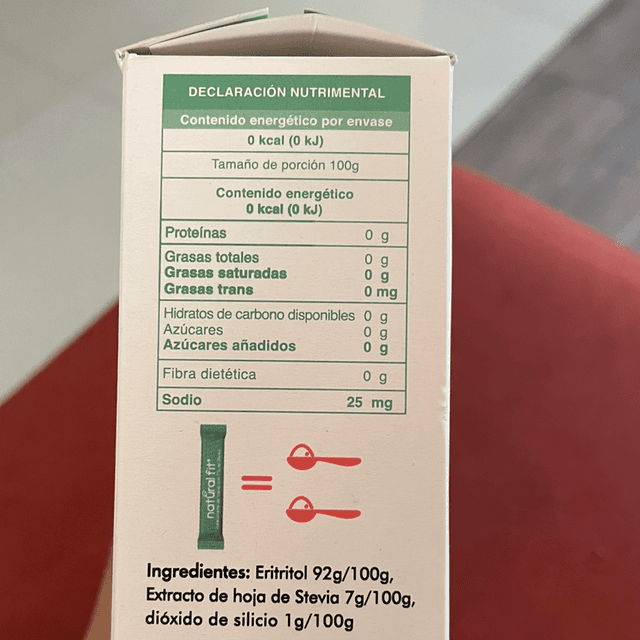 DECLARACIÓN NUTRIMENTAL
Contenido energético por envase
0 kcal (0 kJ)
Tamaño de porción 100g
Contenido energético
0 kcal (0 kJ)
Proteínas 0 g
Grasas totales 0 g
Grasas saturadas 0 g
Grasas trans 0 mg
Hidratos de carbono disponibles 0 g
Azúcares 0 g
Azúcares añadidos 0 g
Fibra dietética 0 g
Sodio 25 mg
natural fit
=
Ingredientes: Eritritol 92g/100g,
Extracto de hoja de Stevia 7g/100g,
dióxido de silicio 1g/100g